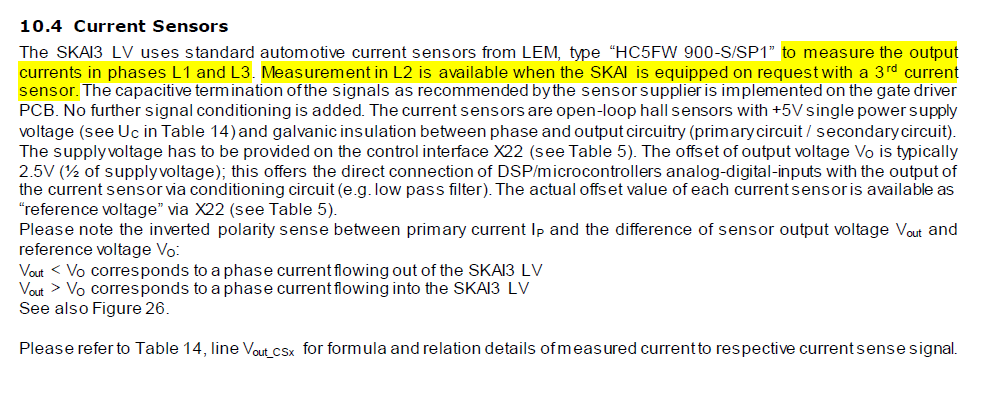 10.4 Current Sensors
The SKAI3 LV uses standard automotive current sensors from LEM, type “HC5FW 900-S/SP1” to measure the output
currents in phases L1 and L3. Measurement in L2 is available when the SKAI is equipped on request with a 3rd current
sensor. The capacitive termination of the signals as recommended by the sensor supplier is implemented on the gate driver
PCB. No further signal conditioning is added. The current sensors are open-loop hall sensors with +5V single power supply
voltage (see UC in Table 14) and galvanic insulation between phase and output circuitry (primary circuit / secondary circuit).
The supply voltage has to be provided on the control interface X22 (see Table 5). The offset of output voltage VO is typically
2.5V (½ of supply voltage); this offers the direct connection of DSP/microcontrollers analog-digital-inputs with the output of
the current sensor via conditioning circuit (e.g. low pass filter). The actual offset value of each current sensor is available as
“reference voltage” via X22 (see Table 5).
Please note the inverted polarity sense between primary current IP and the difference of sensor output voltage Vout and
reference voltage VO:
Vout < VO corresponds to a phase current flowing out of the SKAI3 LV
Vout > VO corresponds to a phase current flowing into the SKAI3 LV
See also Figure 26.
Please refer to Table 14, line Vout_CSx for formula and relation details of measured current to respective current sense signal.